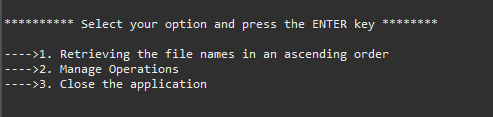 ********** Select your option and press the ENTER key ********
---->1. Retrieving the file names in an ascending order
---->2. Manage Operations
---->3. Close the application